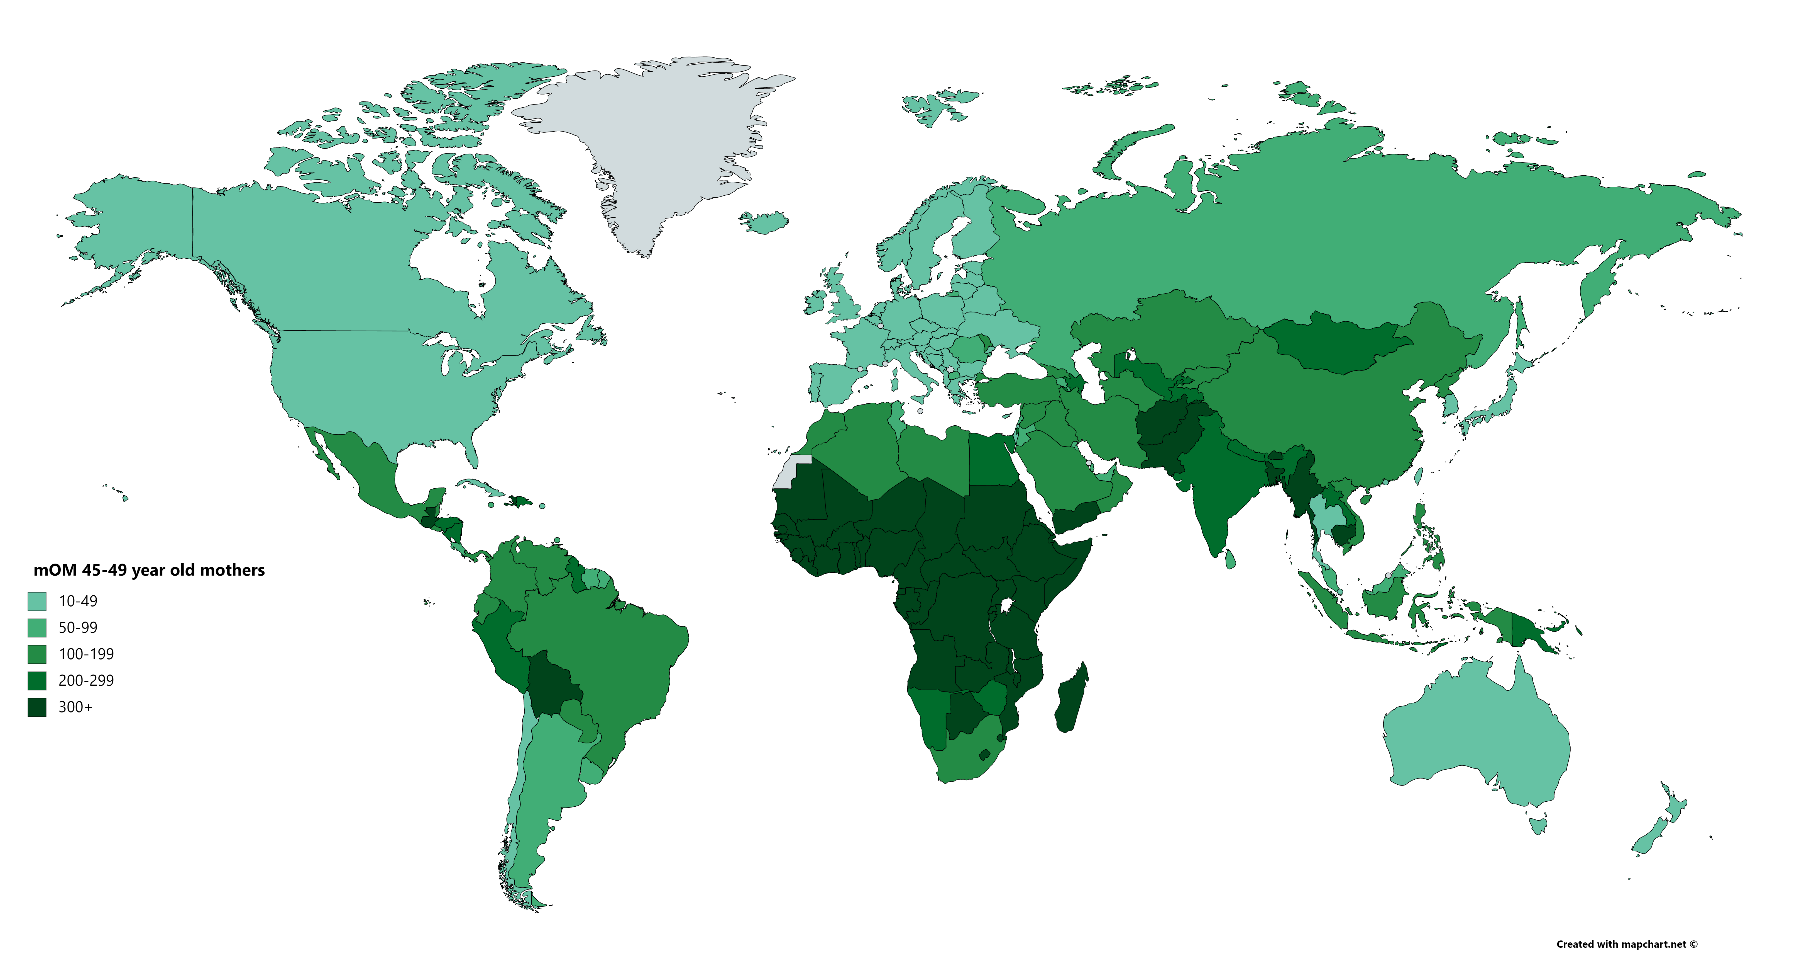 mOM 45-49 year old mothers
10-49
50-99
100-199
200-299
300+
Created with mapchart.net ©